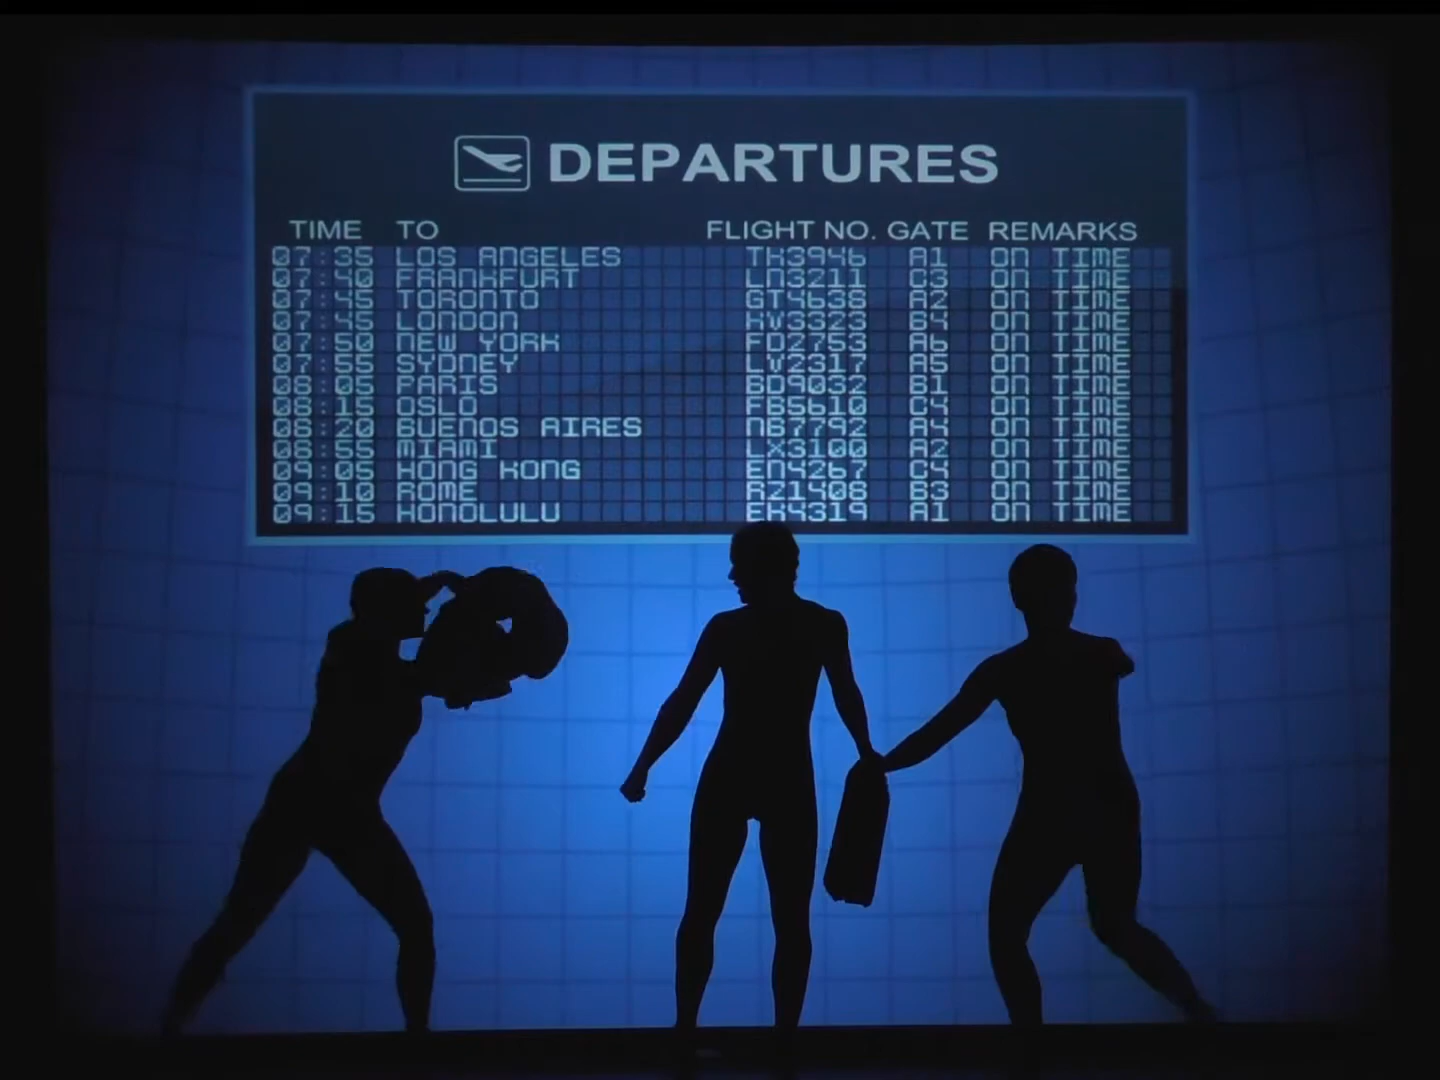 DEPARTURES
TIME TO FLIGHT NO. GATE REMARKS
07:35 LOS ANGELES TK3946 A1 ON TIME
07:40 FRANKFURT LN3211 C3 ON TIME
07:45 TORONTO GT4638 A2 ON TIME
07:45 LONDON KV3323 B4 ON TIME
07:50 NEW YORK FD2753 A6 ON TIME
07:55 SYDNEY LV2317 A5 ON TIME
08:05 PARIS BD9032 B1 ON TIME
08:15 OSLO FB5610 C4 ON TIME
08:20 BUENOS AIRES NB7792 A4 ON TIME
08:55 MIAMI LX3100 A2 ON TIME
09:05 HONG KONG EN4267 C4 ON TIME
09:10 ROME RZ1408 B3 ON TIME
09:15 HONOLULU EK4319 A1 ON TIME